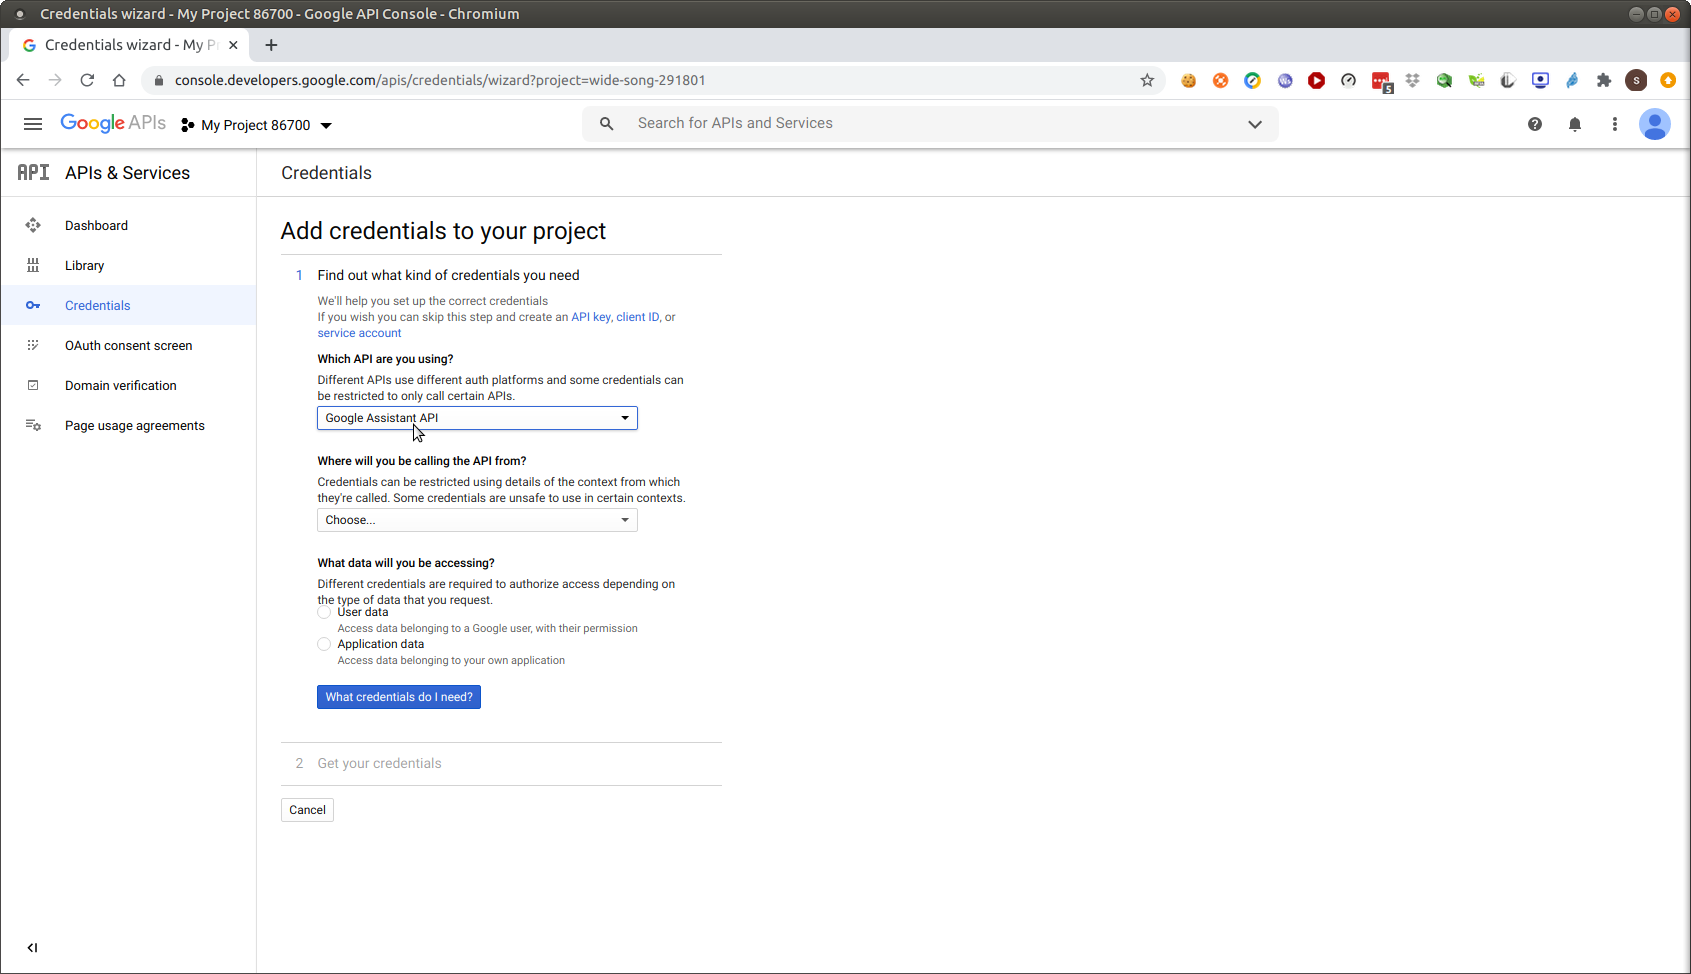 Credentials wizard - My Project 86700 - Google API Console - Chromium
Credentials wizard - My P
console.developers.google.com/apis/credentials/wizard?project=wide-song-291801
5
S
Google APIs
My Project 86700
Search for APIs and Services
API
APIs & Services
Credentials
Dashboard
Library
Credentials
OAuth consent screen
Domain verification
Page usage agreements
Add credentials to your project
1 Find out what kind of credentials you need
We'll help you set up the correct credentials
If you wish you can skip this step and create an API key, client ID, or
service account
Which API are you using?
Different APIs use different auth platforms and some credentials can
be restricted to only call certain APIs.
Google Assistant API
Where will you be calling the API from?
Credentials can be restricted using details of the context from which
they're called. Some credentials are unsafe to use in certain contexts.
Choose...
What data will you be accessing?
Different credentials are required to authorize access depending on
the type of data that you request.
User data
Access data belonging to a Google user, with their permission
Application data
Access data belonging to your own application
What credentials do I need?
2 Get your credentials
Cancel